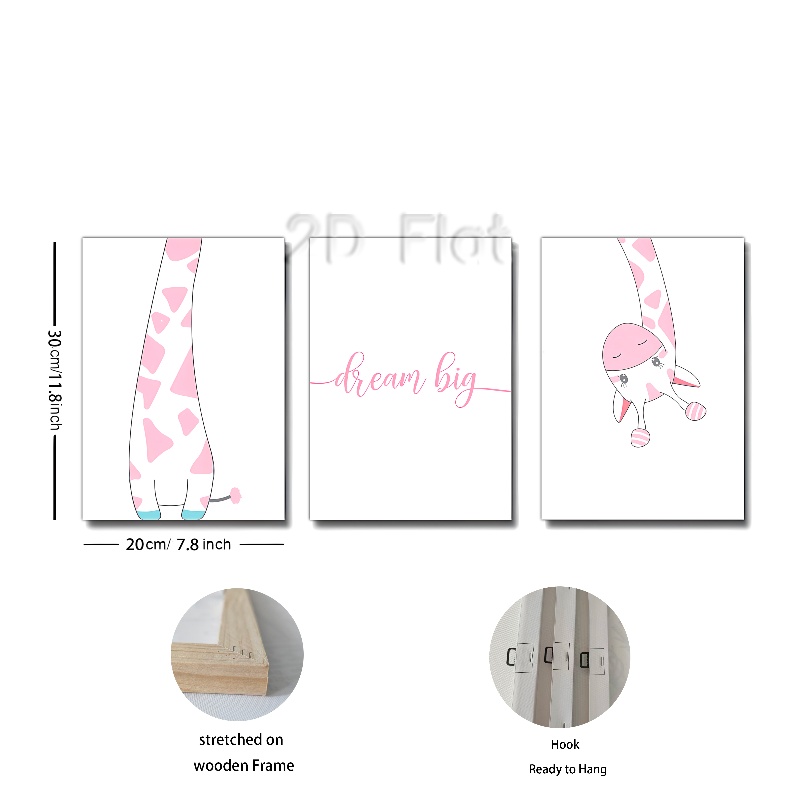 2D Flat
dream big
30cm/11.8inch
20cm/ 7.8 inch
stretched on
wooden Frame
Hook
Ready to Hang